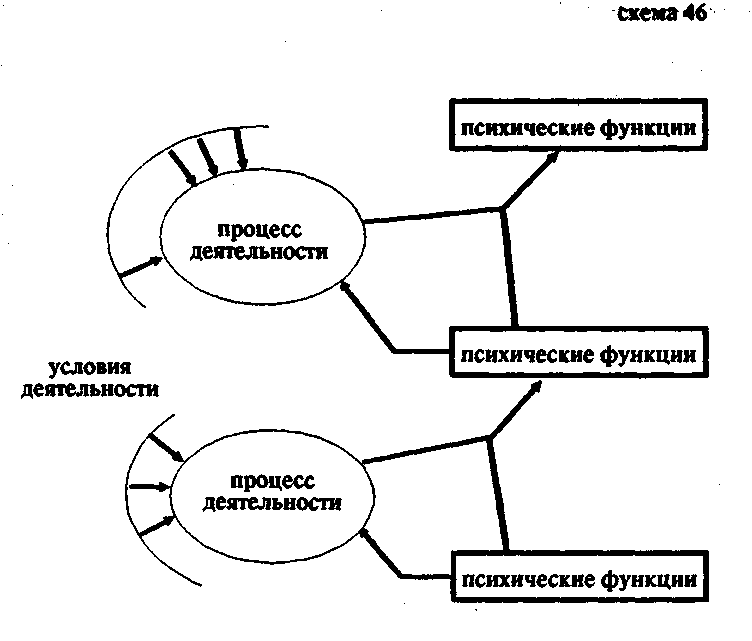 схема 46
психические функции
процесс
деятельности
психические функции
условия
деятельности
процесс
деятельности
психические функции